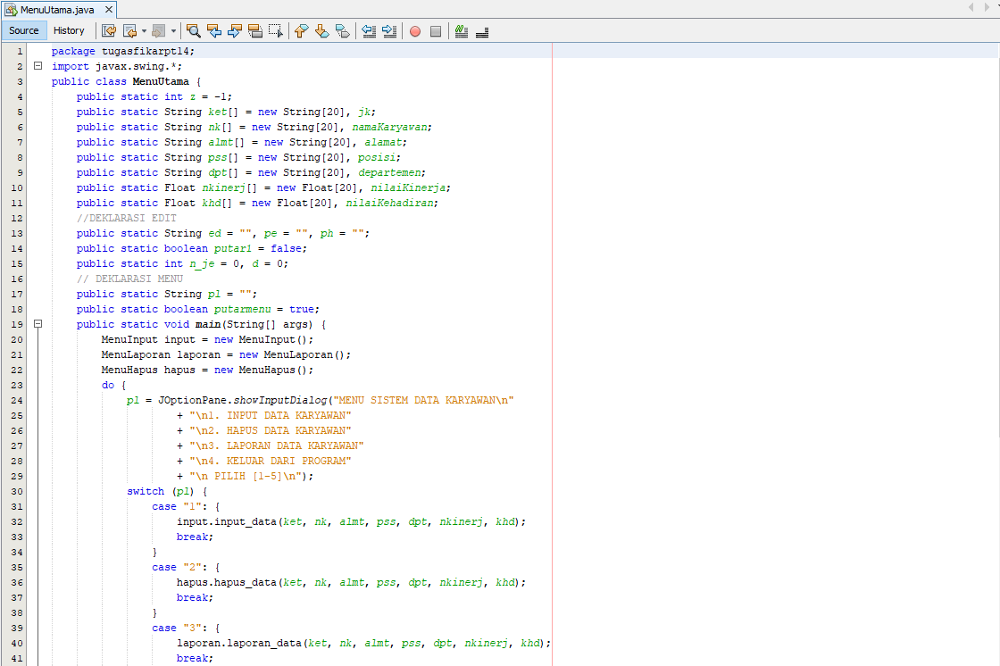 MenuUtama.java
Source History
1 package tugasfikarpt14;
2 import javax.swing.*;
3 public class MenuUtama {
4 public static int z = -1;
5 public static String ket[] = new String[20], jk;
6 public static String nk[] = new String[20], namaKaryawan;
7 public static String almt[] = new String[20], alamat;
8 public static String pss[] = new String[20], posisi;
9 public static String dpt[] = new String[20], departemen;
10 public static Float nkinerj[] = new Float[20], nilaiKinerja;
11 public static Float khd[] = new Float[20], nilaiKehadiran;
12 //DEKLARASI EDIT
13 public static String ed = "", pe = "", ph = "";
14 public static boolean putar1 = false;
15 public static int n_je = 0, d = 0;
16 // DEKLARASI MENU
17 public static String pl = "";
18 public static boolean putarmenu = true;
19 public static void main(String[] args) {
20 MenuInput input = new MenuInput();
21 MenuLaporan laporan = new MenuLaporan();
22 MenuHapus hapus = new MenuHapus();
23 do {
24 pl = JOptionPane.showInputDialog("MENU SISTEM DATA KARYAWAN\n"
25 + "\n1. INPUT DATA KARYAWAN"
26 + "\n2. HAPUS DATA KARYAWAN"
27 + "\n3. LAPORAN DATA KARYAWAN"
28 + "\n4. KELUAR DARI PROGRAM"
29 + "\n PILIH [1-5]\n");
30 switch (pl) {
31 case "1": {
32 input.input_data(ket, nk, almt, pss, dpt, nkinerj, khd);
33 break;
34 }
35 case "2": {
36 hapus.hapus_data(ket, nk, almt, pss, dpt, nkinerj, khd);
37 break;
38 }
39 case "3": {
40 laporan.laporan_data(ket, nk, almt, pss, dpt, nkinerj, khd);
41 break;